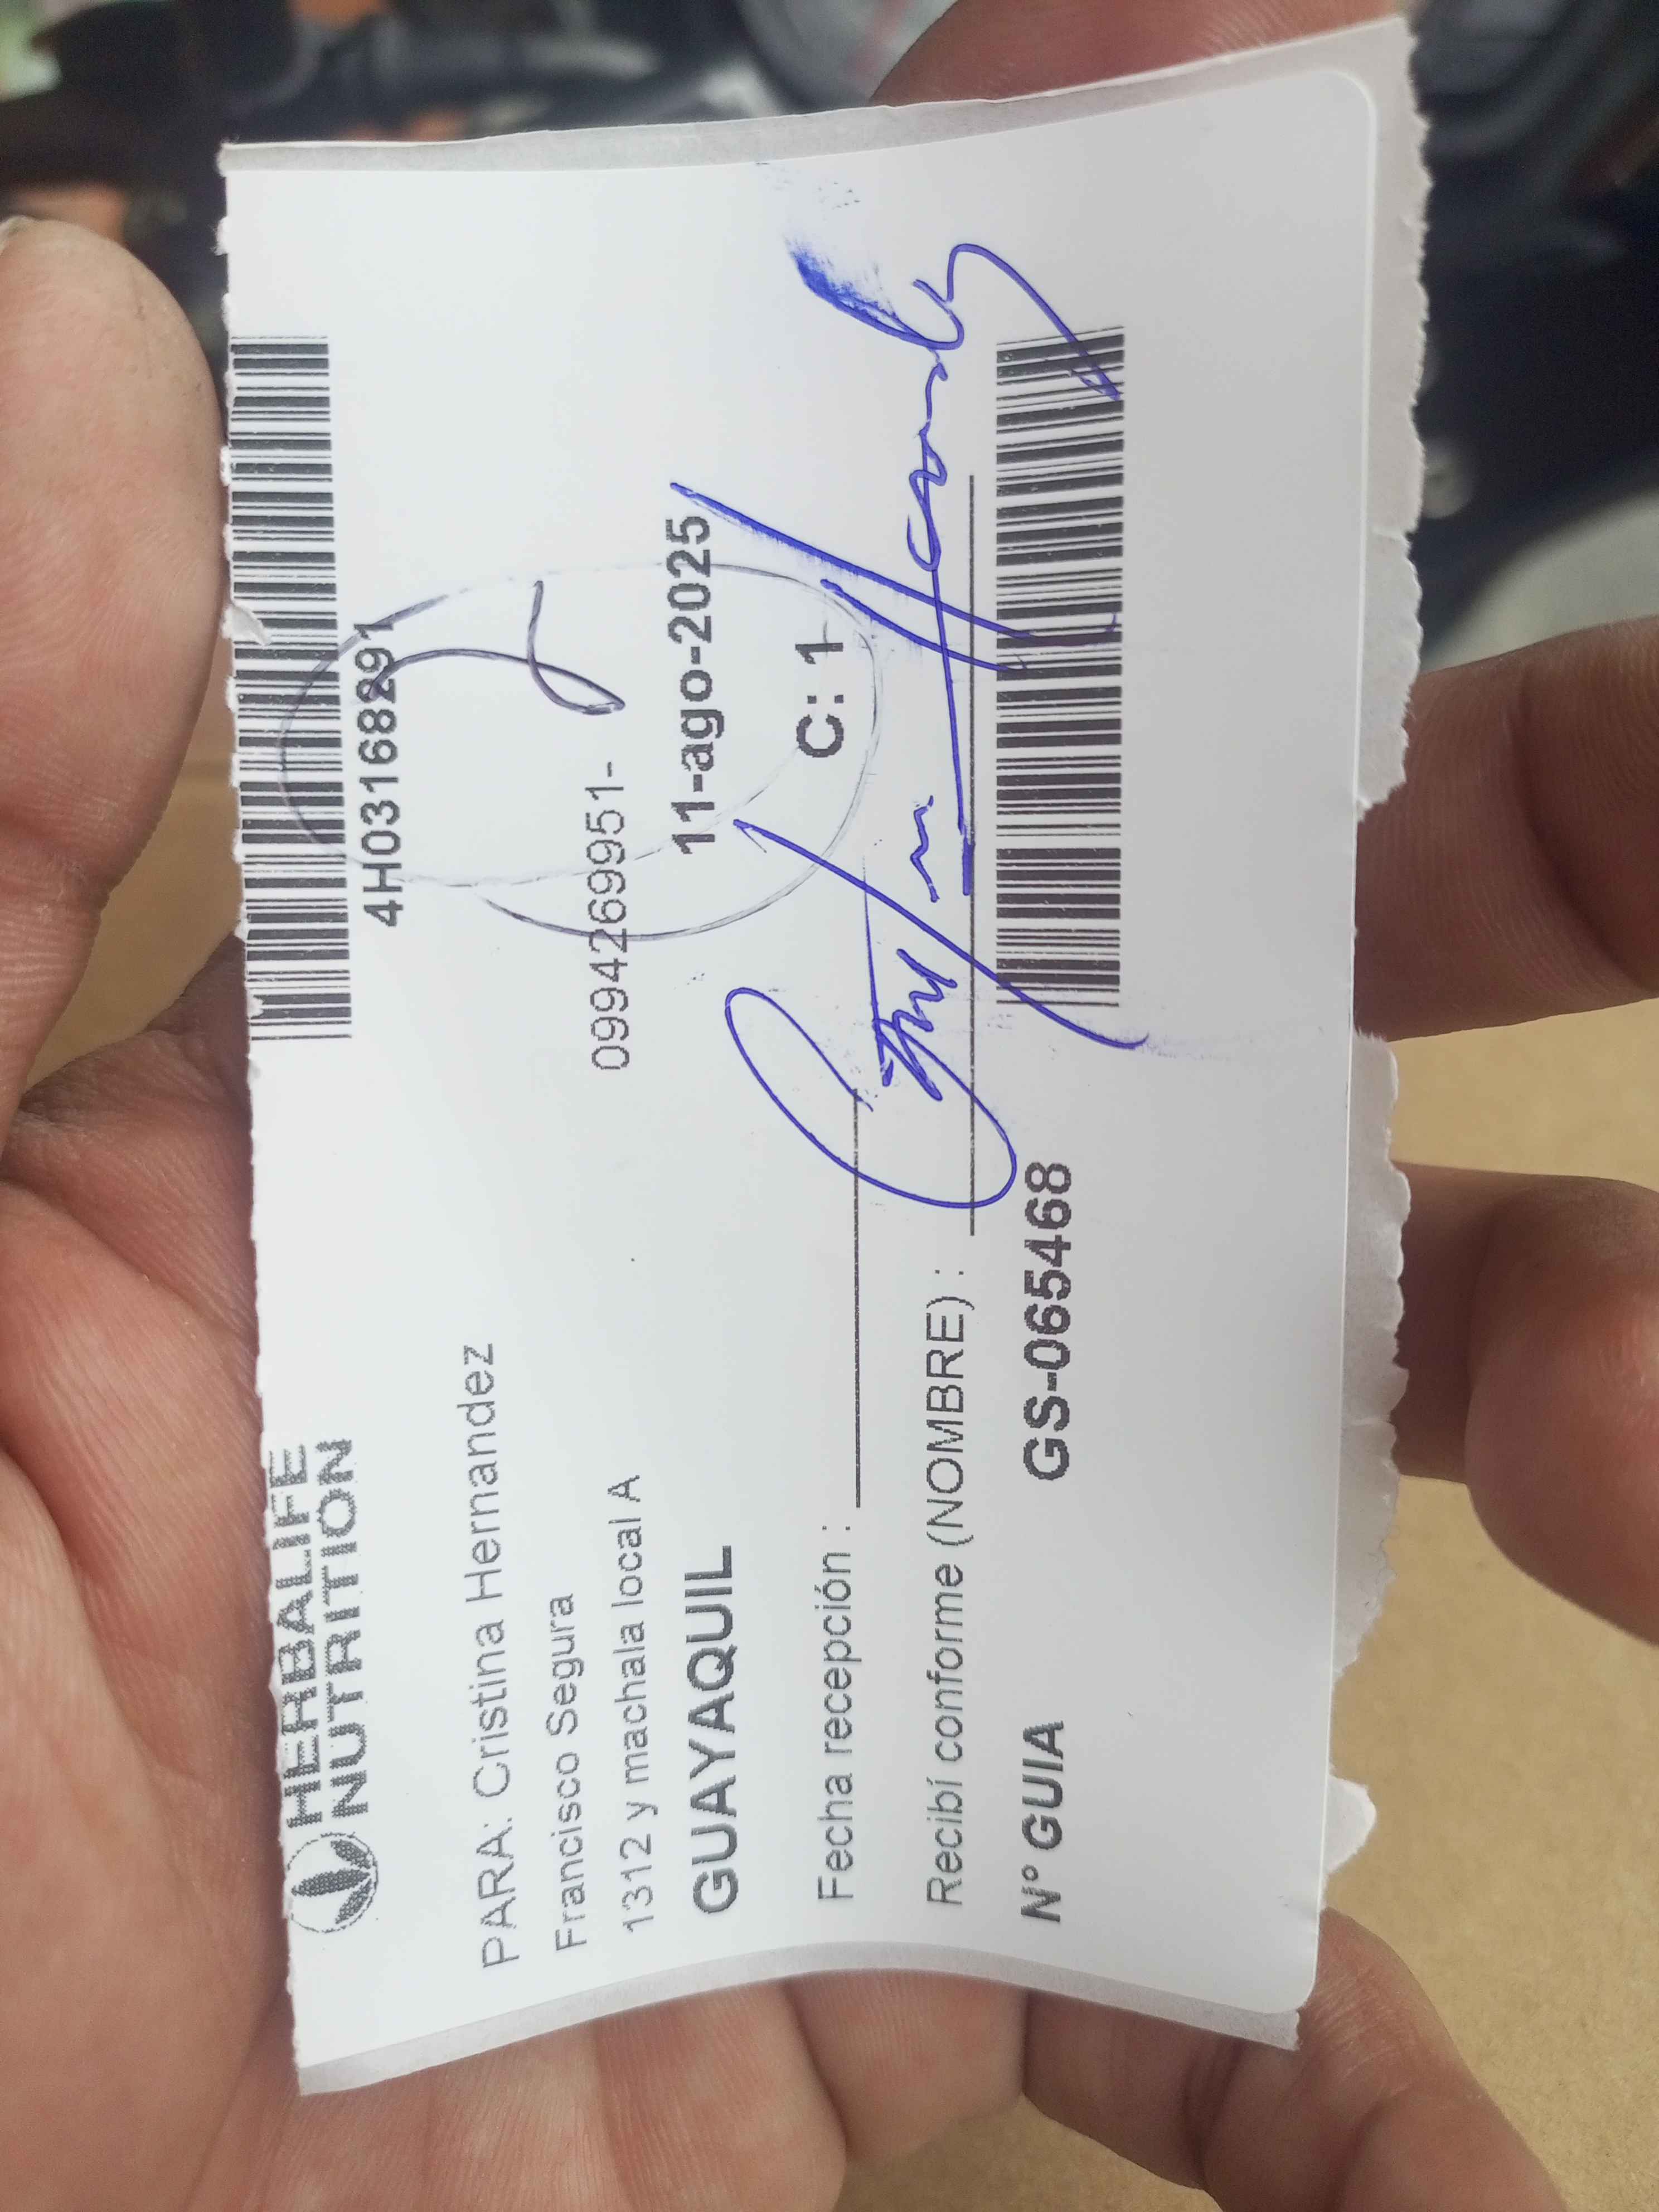 HERBALIFE
NUTRITION
4H03168291
PARA: Cristina Hernandez
Francisco Segura
0994269951-
1312 y machala local A
GUAYAQUIL
11-ago-2025
Fecha recepción :
C: 1
Recibí conforme (NOMBRE) :
N° GUIA GS-065468